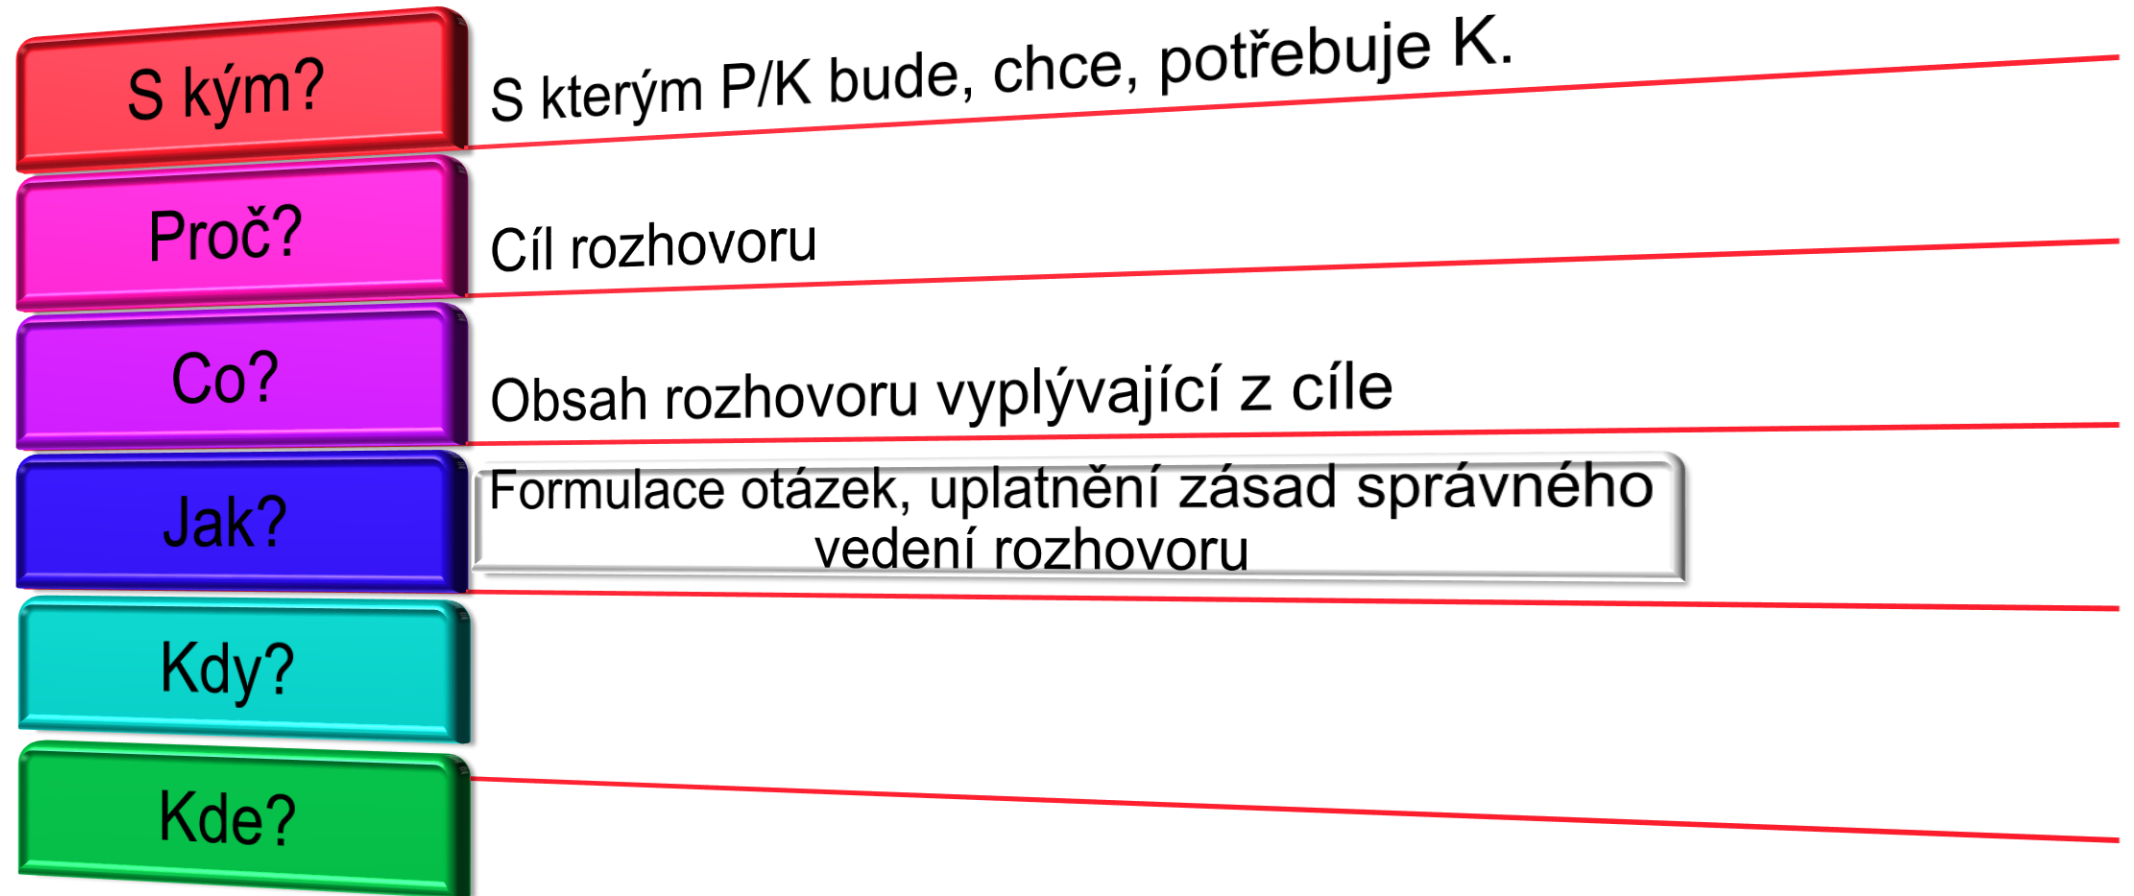 S kým?
S kterým P/K bude, chce, potřebuje K.
Proč?
Cíl rozhovoru
Co?
Obsah rozhovoru vyplývající z cíle
Jak?
Formulace otázek, uplatnění zásad správného
vedení rozhovoru
Kdy?
Kde?